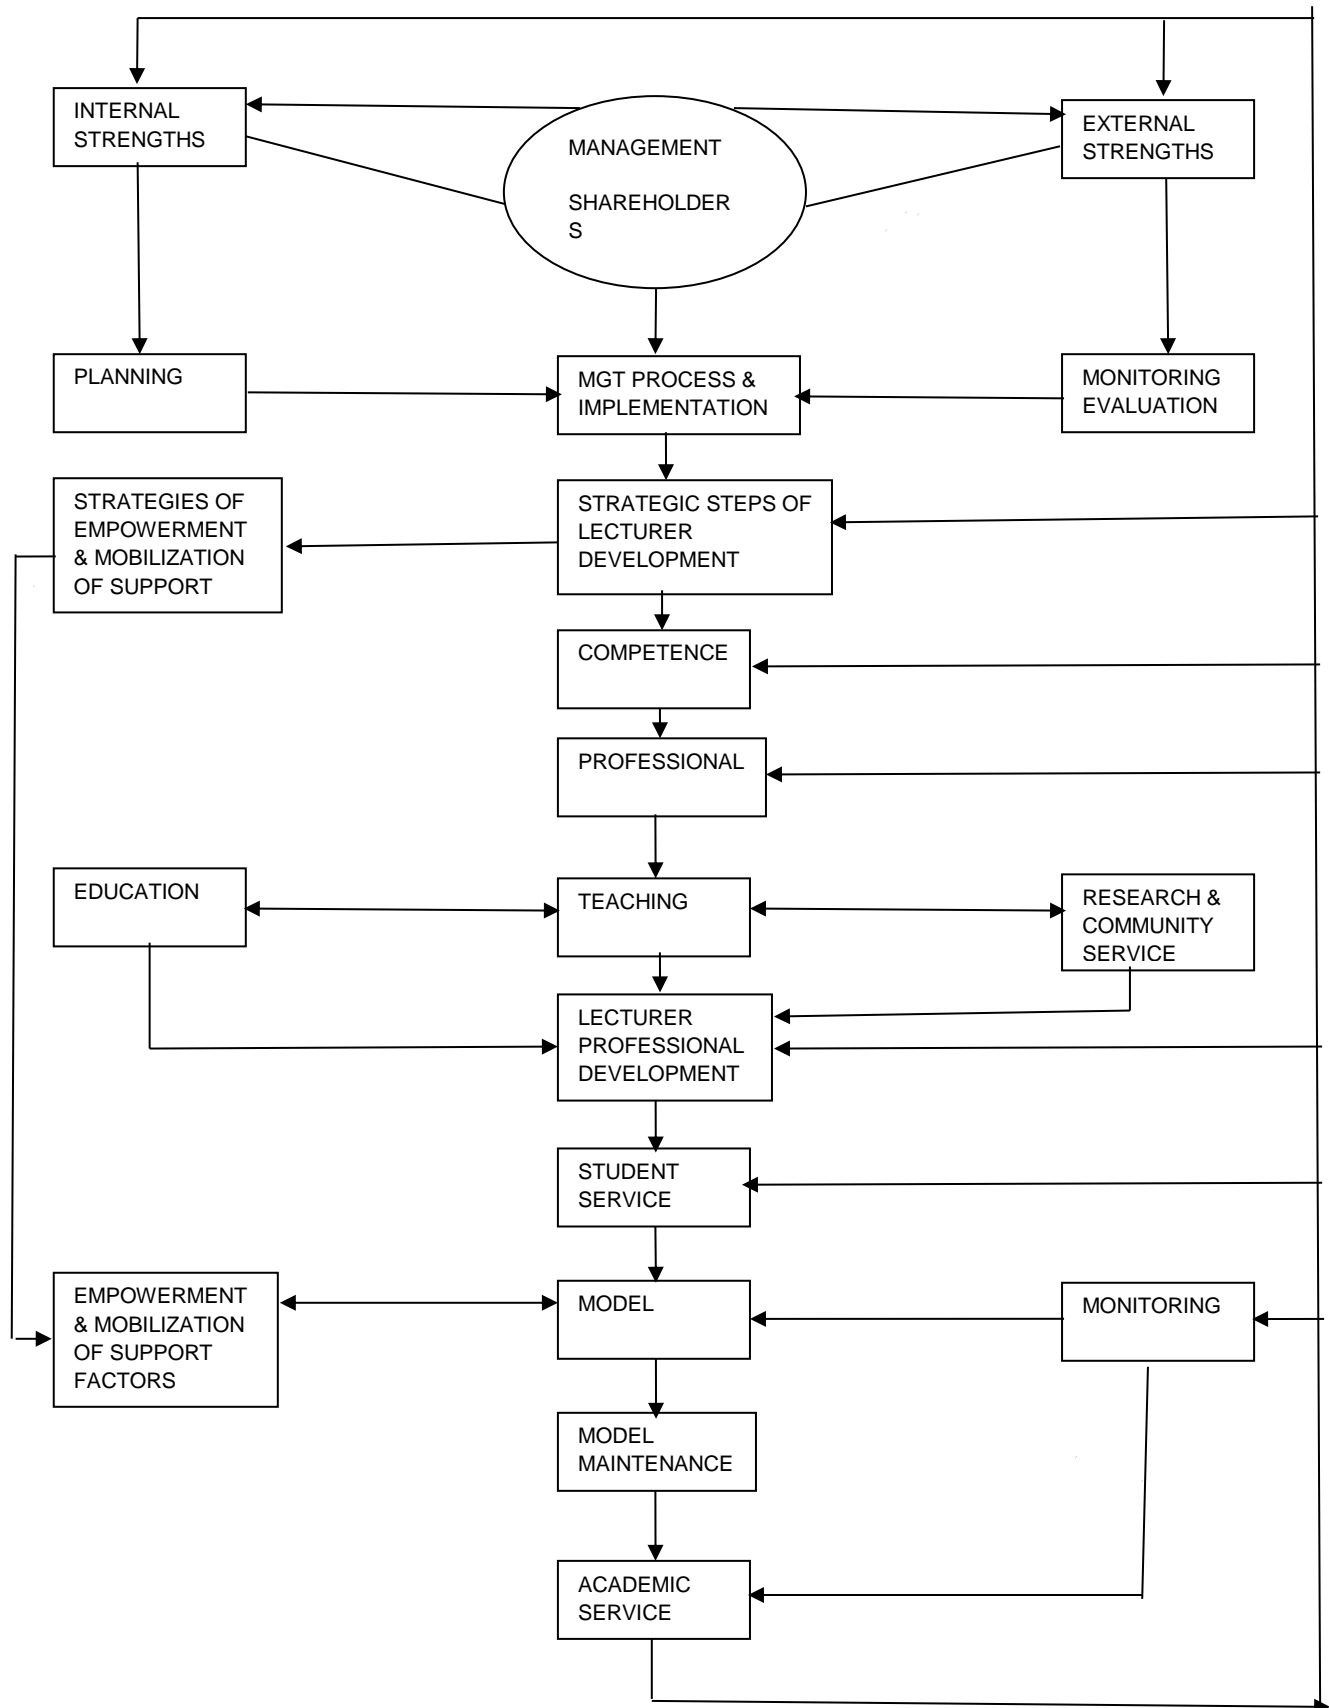 INTERNAL
STRENGTHS
MANAGEMENT
SHAREHOLDER
S
EXTERNAL
STRENGTHS
PLANNING
MGT PROCESS &
IMPLEMENTATION
MONITORING
EVALUATION
STRATEGIES OF
EMPOWERMENT
& MOBILIZATION
OF SUPPORT
STRATEGIC STEPS OF
LECTURER
DEVELOPMENT
COMPETENCE
PROFESSIONAL
EDUCATION
TEACHING
RESEARCH &
COMMUNITY
SERVICE
LECTURER
PROFESSIONAL
DEVELOPMENT
STUDENT
SERVICE
EMPOWERMENT
& MOBILIZATION
OF SUPPORT
FACTORS
MODEL
MONITORING
MODEL
MAINTENANCE
ACADEMIC
SERVICE